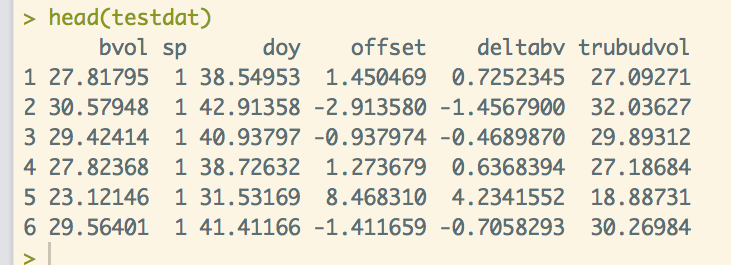 > head(testdat)
bvol sp doy offset deltabv trubudvol
1 27.81795 1 38.54953 1.450469 0.7252345 27.09271
2 30.57948 1 42.91358 -2.913580 -1.4567900 32.03627
3 29.42414 1 40.93797 -0.937974 -0.4689870 29.89312
4 27.82368 1 38.72632 1.273679 0.6368394 27.18684
5 23.12146 1 31.53169 8.468310 4.2341552 18.88731
6 29.56401 1 41.41166 -1.411659 -0.7058293 30.26984
>